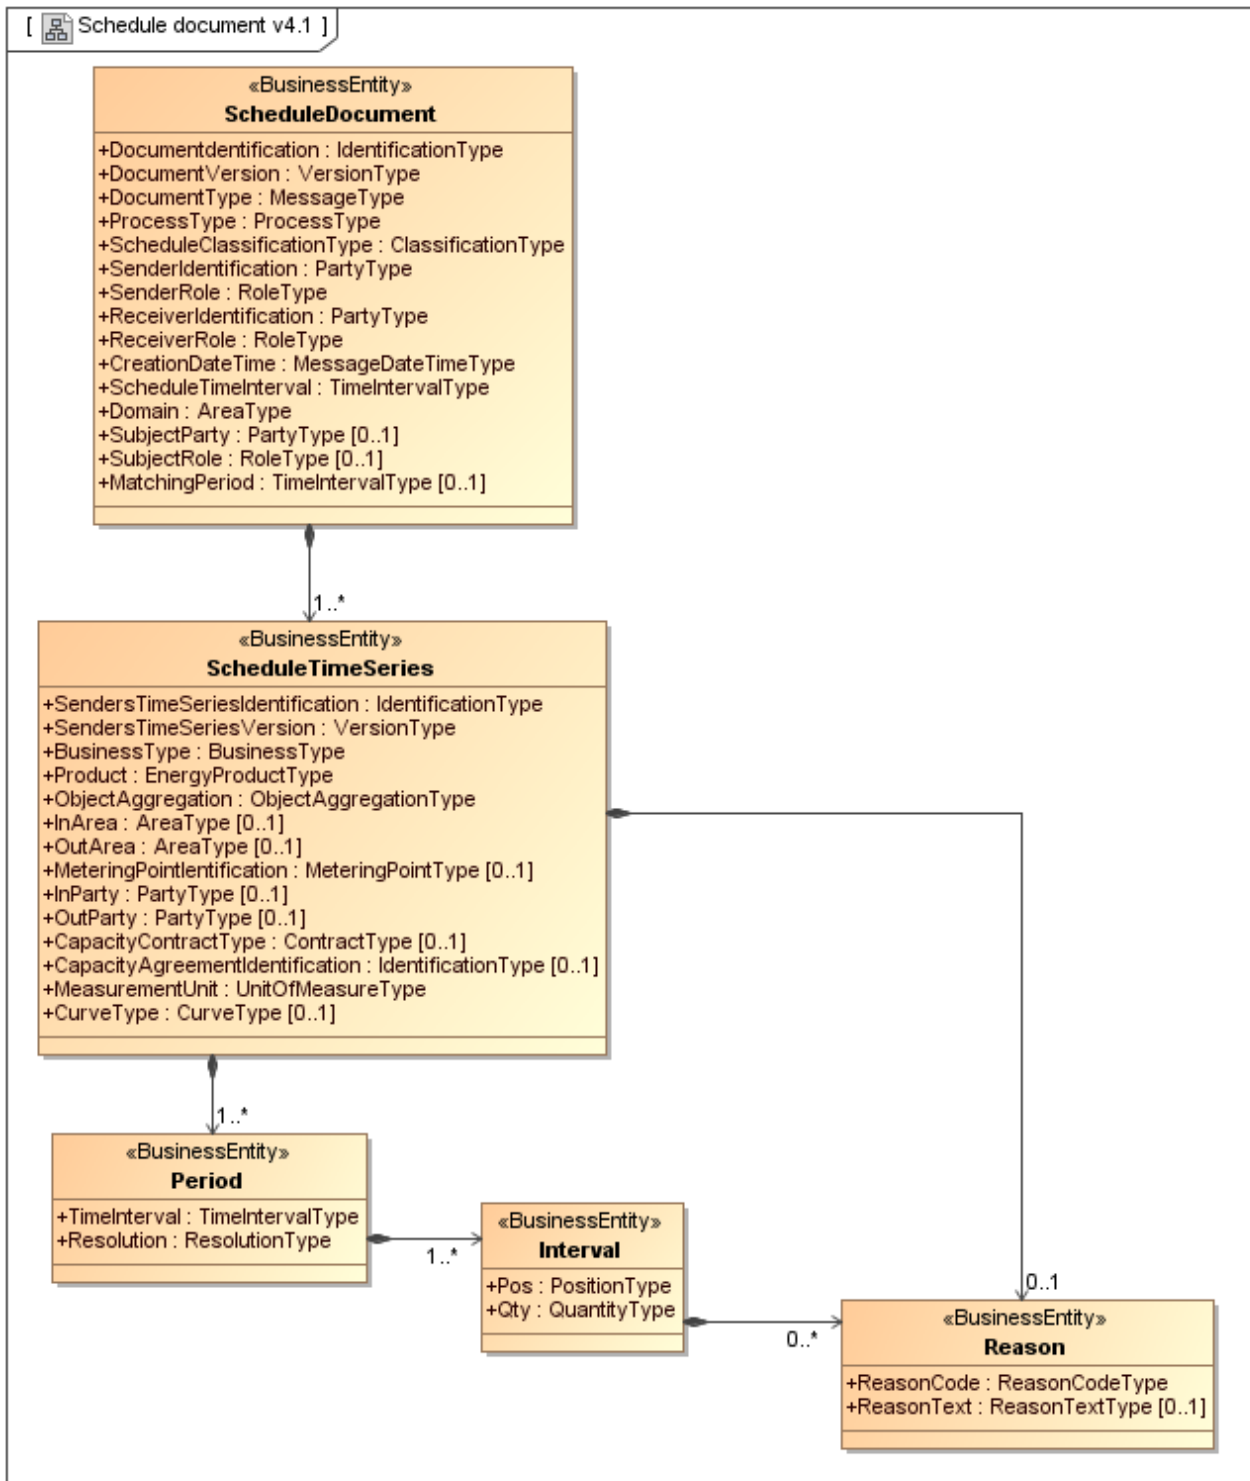 [ Schedule document v4.1 ]
«BusinessEntity»
ScheduleDocument
+Documentdentification : IdentificationType
+DocumentVersion : VersionType
+DocumentType : MessageType
+ProcessType : ProcessType
+ScheduleClassificationType : ClassificationType
+SenderIdentification : PartyType
+SenderRole : RoleType
+ReceiverIdentification : PartyType
+ReceiverRole : RoleType
+CreationDateTime : MessageDateTimeType
+ScheduleTimeInterval : TimeIntervalType
+Domain : AreaType
+SubjectParty : PartyType [0..1]
+SubjectRole : RoleType [0..1]
+MatchingPeriod : TimeIntervalType [0..1]
1..*
«BusinessEntity»
ScheduleTimeSeries
+SendersTimeSeriesIdentification : IdentificationType
+SendersTimeSeriesVersion : VersionType
+BusinessType : BusinessType
+Product : EnergyProductType
+ObjectAggregation : ObjectAggregationType
+InArea : AreaType [0..1]
+OutArea : AreaType [0..1]
+MeteringPointIentification : MeteringPointType [0..1]
+InParty : PartyType [0..1]
+OutParty : PartyType [0..1]
+CapacityContractType : ContractType [0..1]
+CapacityAgreementIdentification : IdentificationType [0..1]
+MeasurementUnit : UnitOfMeasureType
+CurveType : CurveType [0..1]
1..*
«BusinessEntity»
Period
+TimeInterval : TimeIntervalType
+Resolution : ResolutionType
1..*
«BusinessEntity»
Interval
+Pos : PositionType
+Qty : QuantityType
0..*
0..1
«BusinessEntity»
Reason
+ReasonCode : ReasonCodeType
+ReasonText : ReasonTextType [0..1]